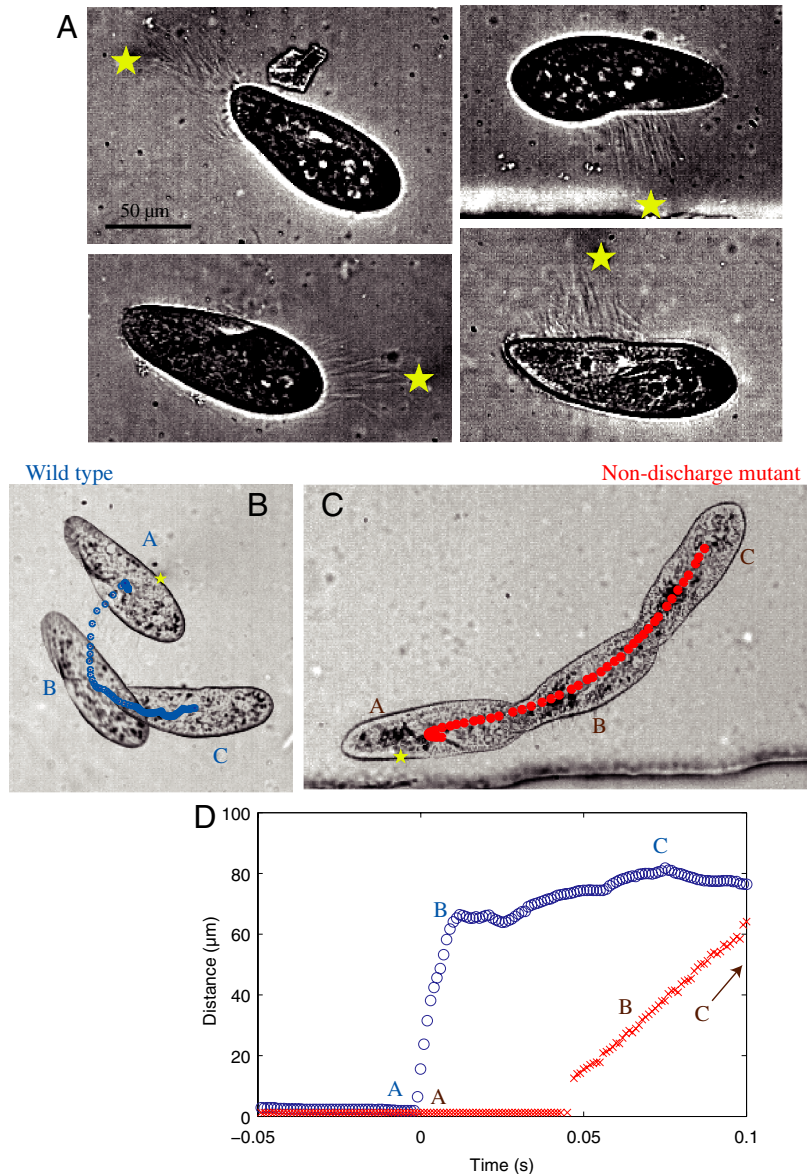 A
50 µm
Wild type
Non-discharge mutant
B
A
B
C
C
A
B
C
D
100
80
60
40
20
0
Distance (µm)
A
B
C
A
B
C
−0.05
0
0.05
0.1
Time (s)